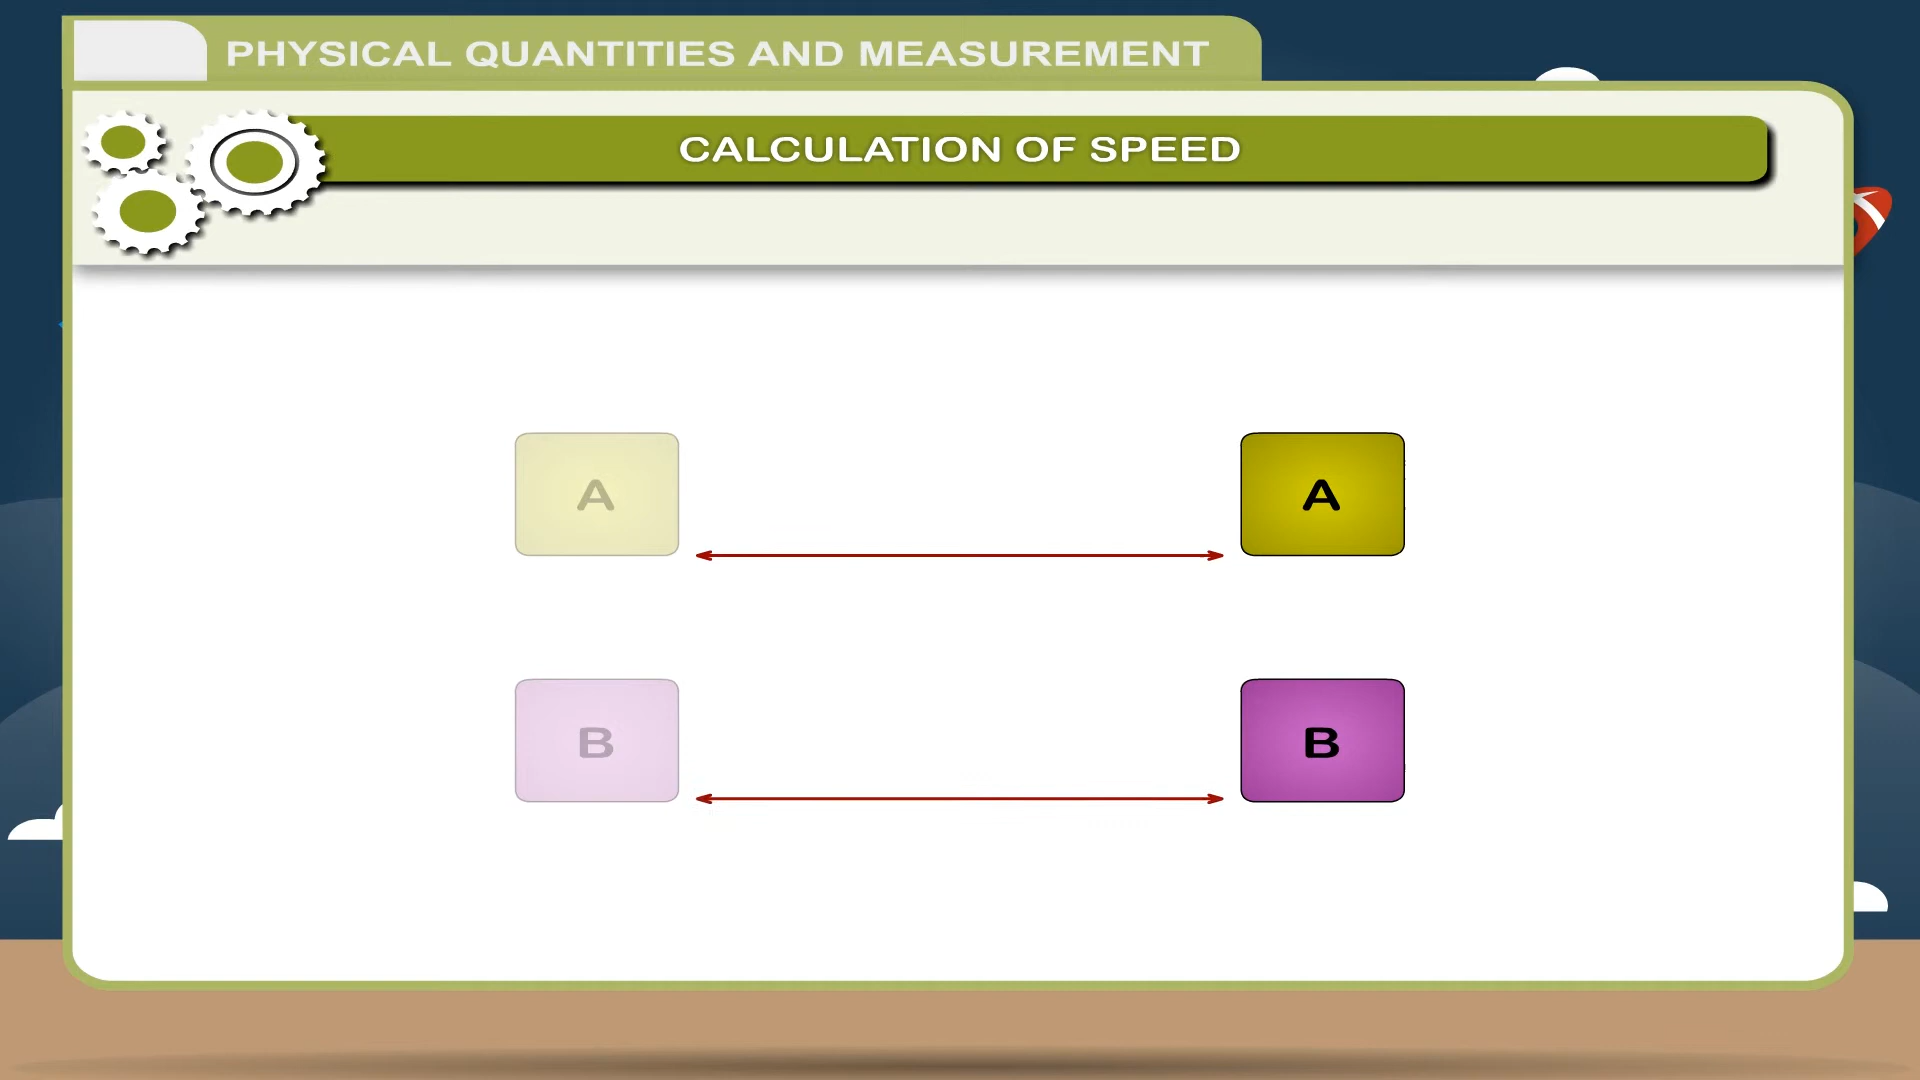 PHYSICAL QUANTITIES AND MEASUREMENT
CALCULATION OF SPEED
A A
B B